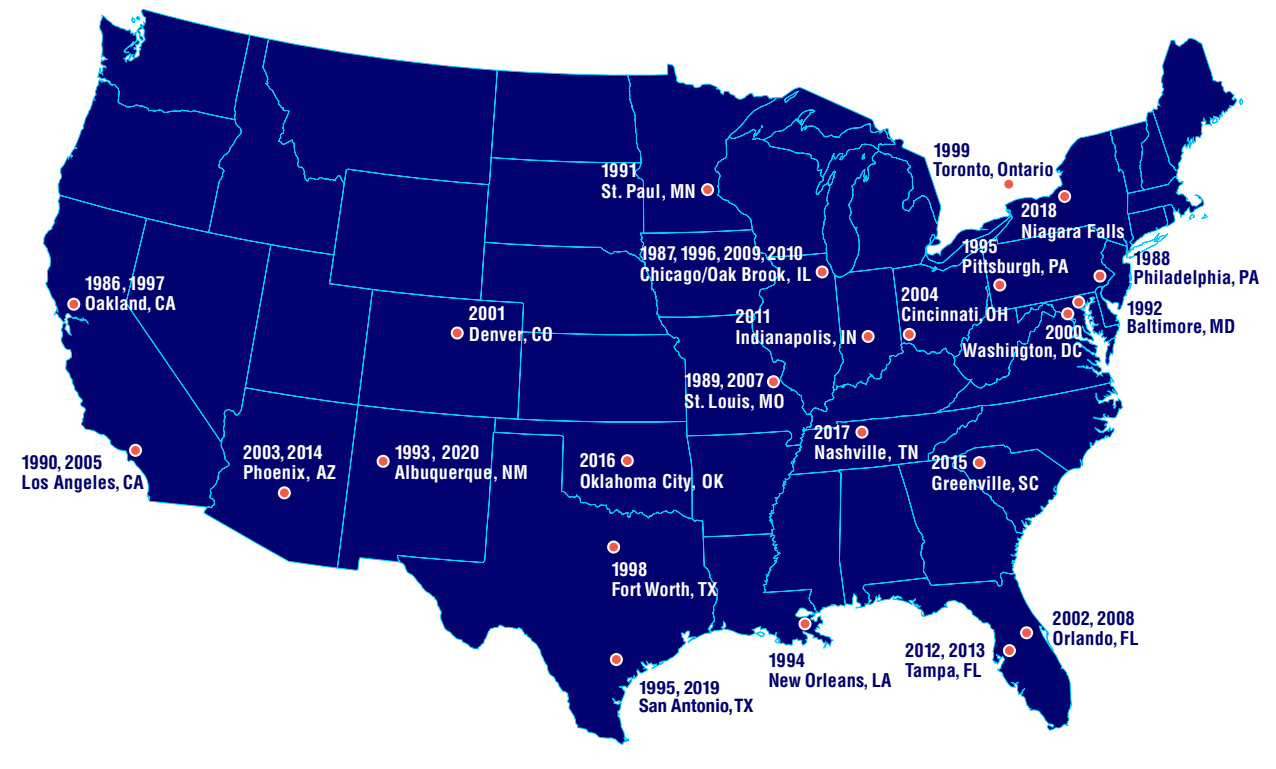 1999
Toronto, Ontario
1991
St. Paul, MN
2018
Niagara Falls
1995
Pittsburgh, PA
1987, 1996, 2009, 2010
Chicago/Oak Brook, IL
1988
Philadelphia, PA
1986, 1997
Oakland, CA
2004
Cincinnati, OH
2001
Denver, CO
2011
Indianapolis, IN
1992
Baltimore, MD
2000
Washington, DC
1989, 2007
St. Louis, MO
2017
Nashville, TN
1990, 2005
Los Angeles, CA
2003, 2014
Phoenix, AZ
1993, 2020
Albuquerque, NM
2016
Oklahoma City, OK
2015
Greenville, SC
1998
Fort Worth, TX
2002, 2008
Orlando, FL
2012, 2013
Tampa, FL
1994
New Orleans, LA
1995, 2019
San Antonio, TX